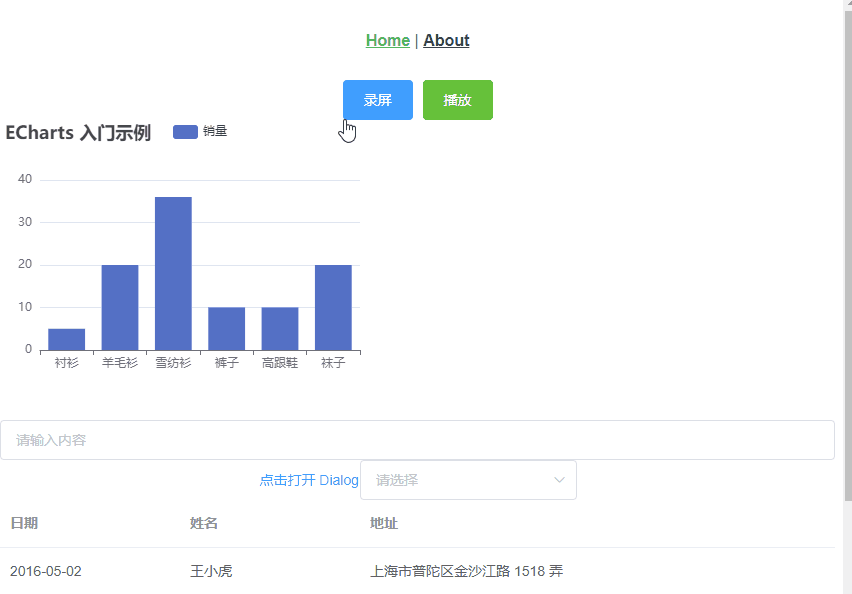 Home | About
录屏 播放
ECharts 入门示例 销量
40
30
20
10
0
衬衫 羊毛衫 雪纺衫 裤子 高跟鞋 袜子
请输入内容
点击打开 Dialog 请选择
日期 姓名 地址
2016-05-02 王小虎 上海市普陀区金沙江路 1518 弄